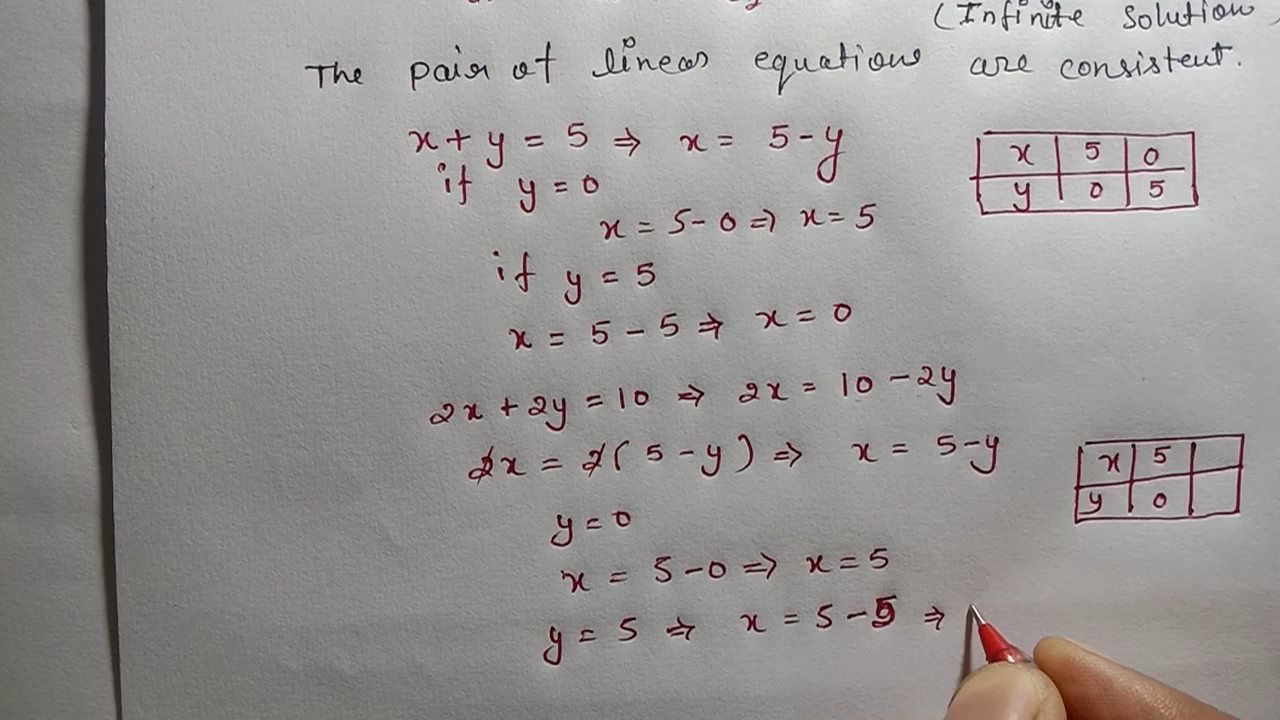 (Infinite Solution)
The pair of linear equations are consistent.
x + y = 5 ⇒ x = 5 - y
if y = 0
x = 5 - 0 ⇒ x = 5
if y = 5
x = 5 - 5 ⇒ x = 0
x 5 0
y 0 5
2x + 2y = 10 ⇒ 2x = 10 - 2y
2x = 2(5 - y) ⇒ x = 5 - y
y = 0
x = 5 - 0 ⇒ x = 5
y = 5 ⇒ x = 5 - 5 ⇒
x 5
y 0